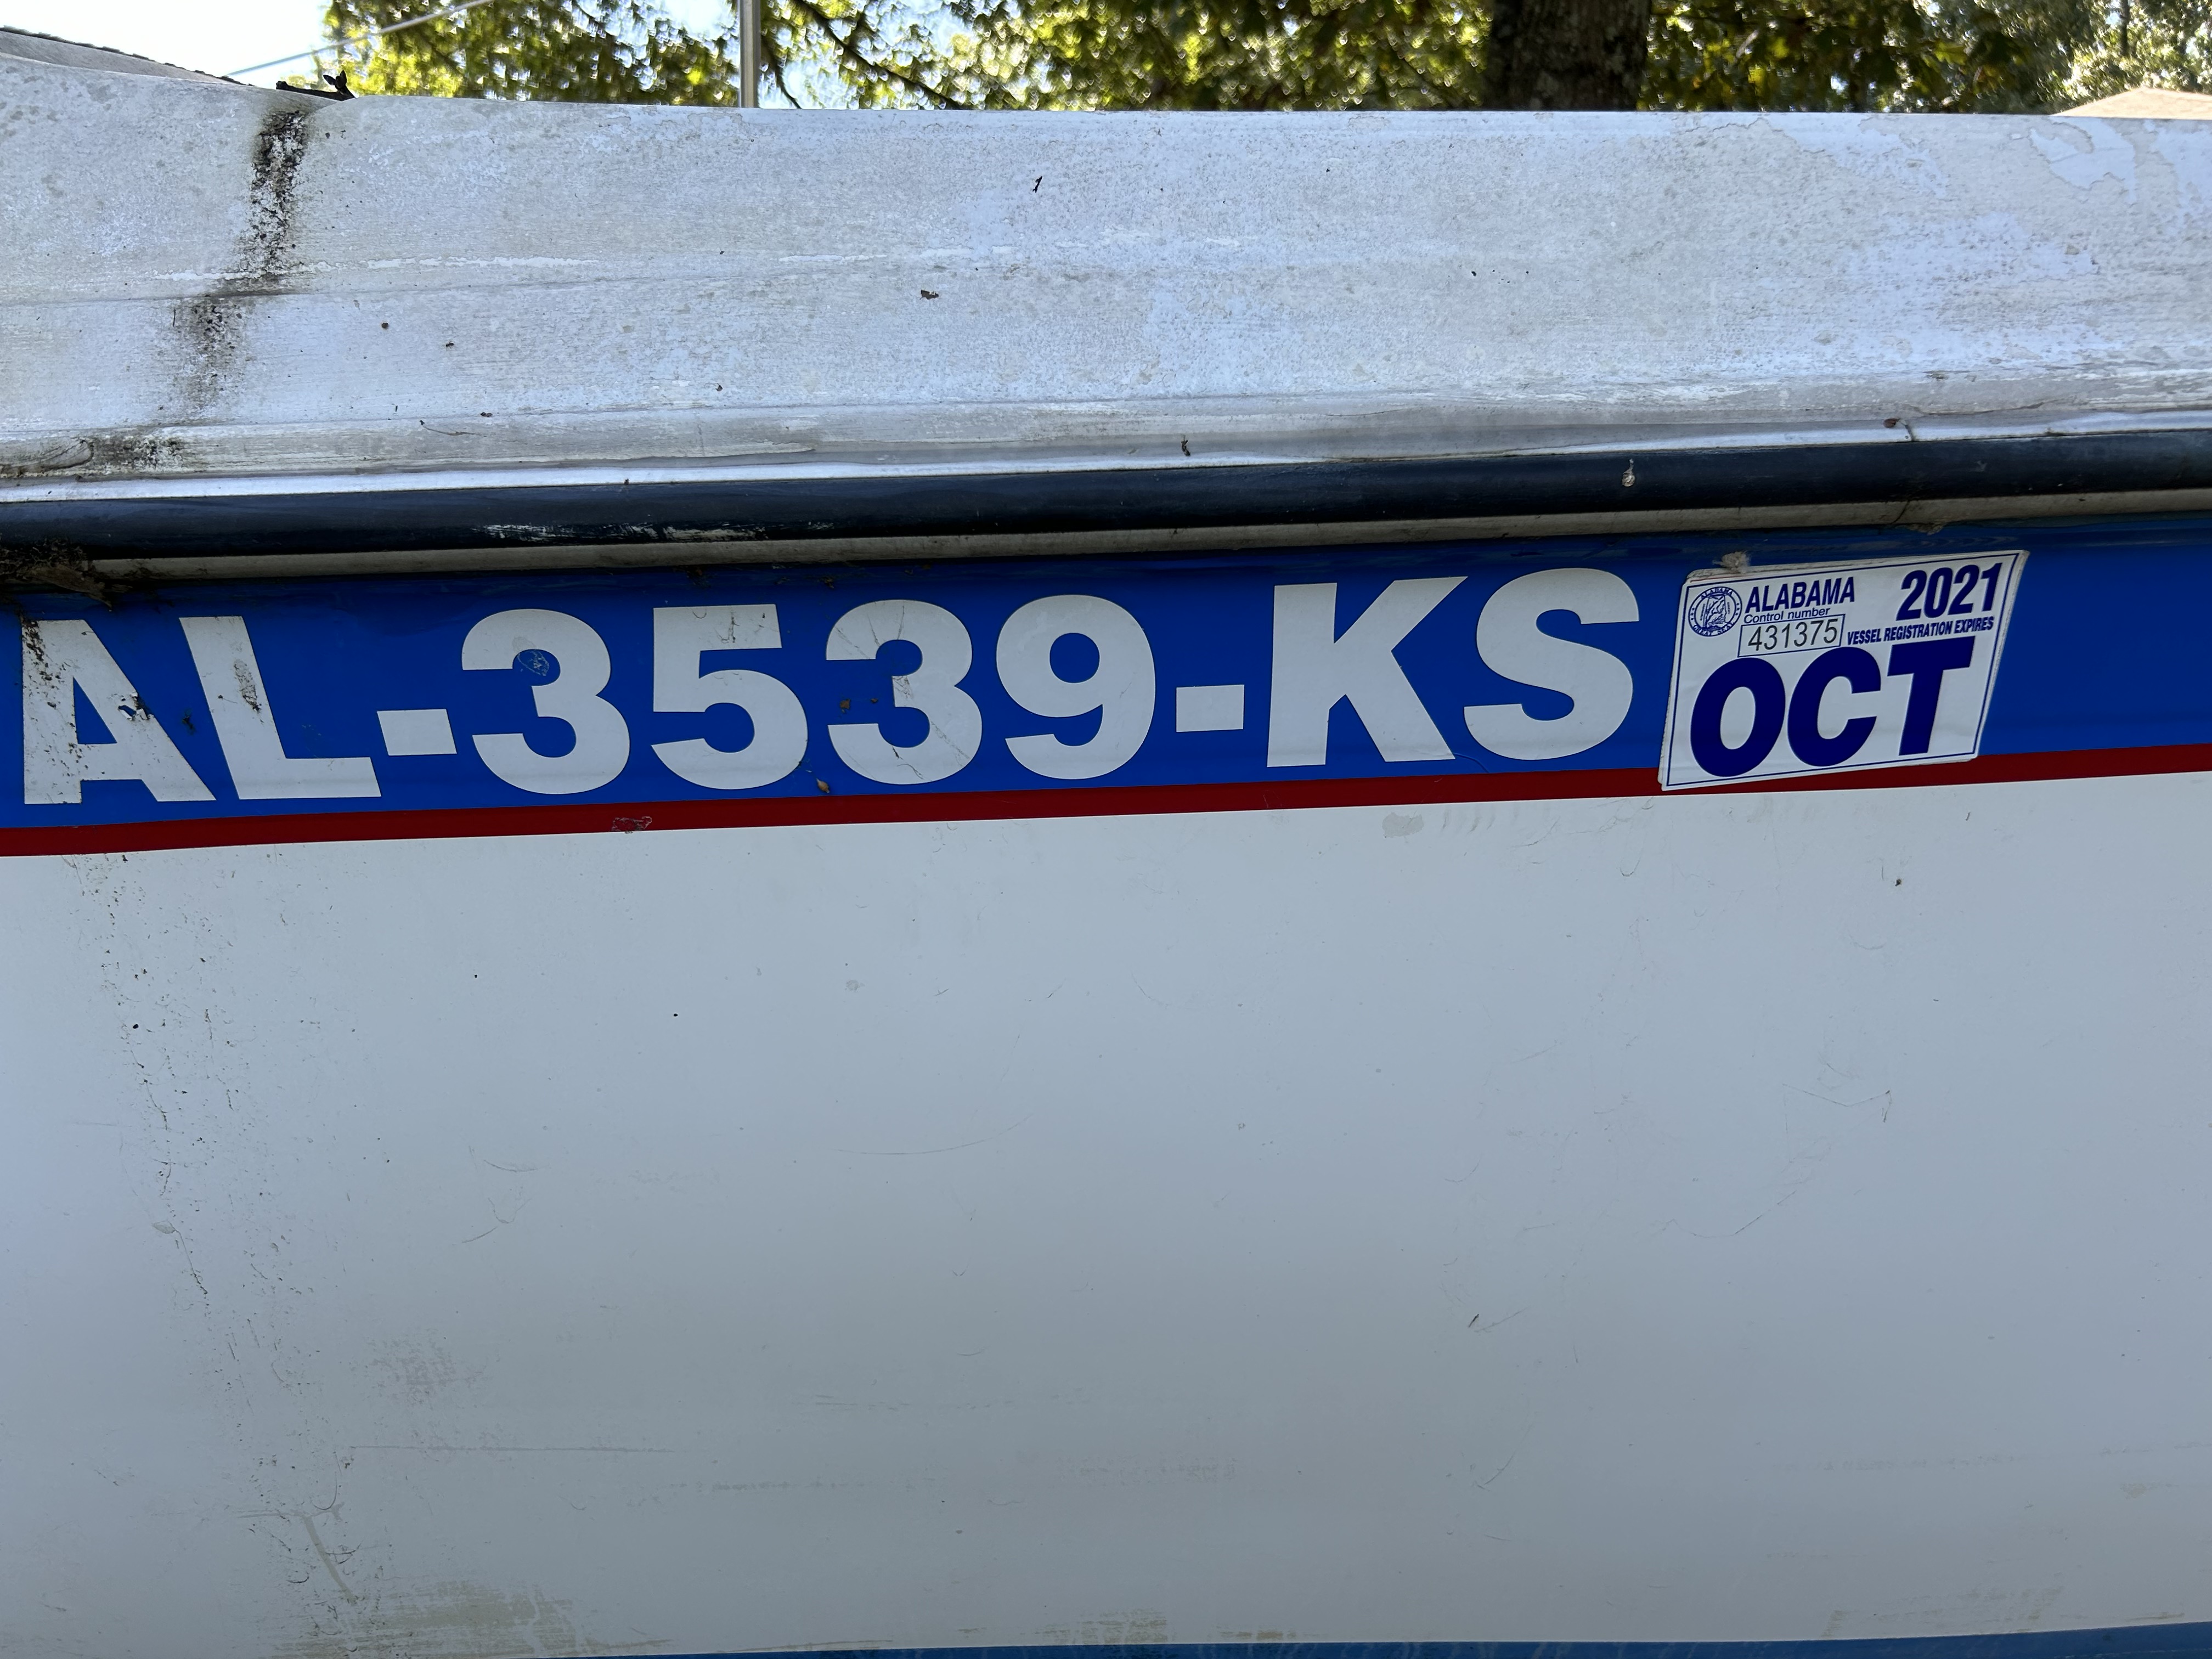 AL-3539-KS
ALABAMA 2021
Control number
431375 VESSEL REGISTRATION EXPIRES
OCT